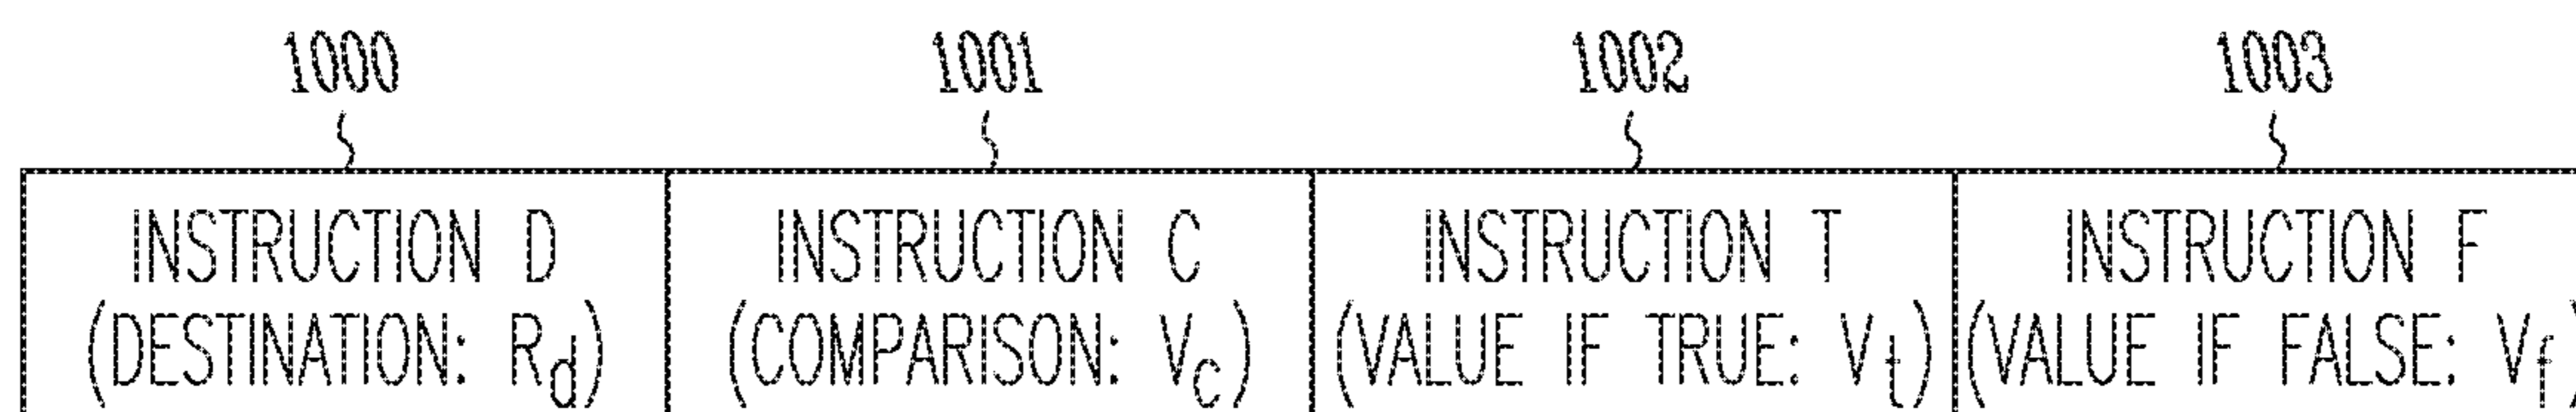 1000 1001 1002 1003
INSTRUCTION D INSTRUCTION C INSTRUCTION T INSTRUCTION F
(DESTINATION: Rd) (COMPARISON: Vc) (VALUE IF TRUE: Vt) (VALUE IF FALSE: Vf)